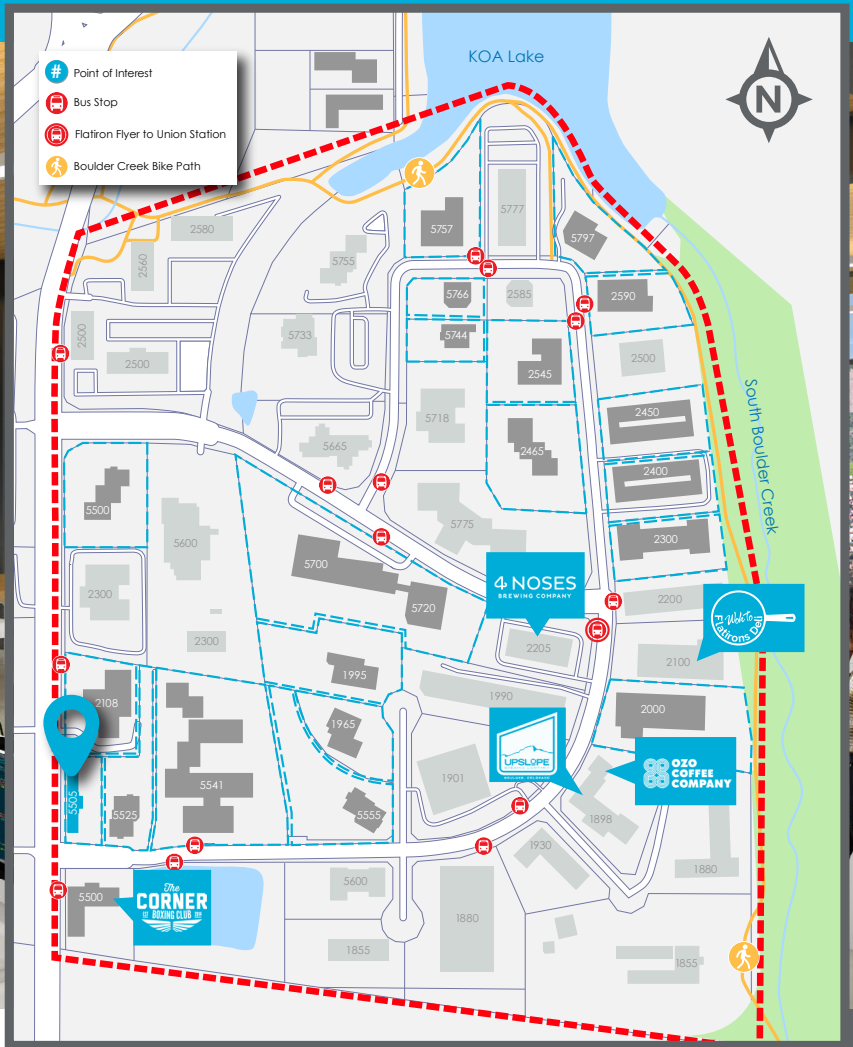 KOA Lake
#
Point of Interest
Bus Stop
Flatiron Flyer to Union Station
Boulder Creek Bike Path
N
2580
5757
5777
5797
2560
5755
5766
2585
2590
2500
5733
5744
2500
2500
2545
5718
2450
South Boulder Creek
5665
2465
2400
5500
5775
2300
5600
5700
4 NOSES
BREWING COMPANY
2300
5720
2200
Wok to
Flatirons Deli
2300
2205
2100
1995
1990
2108
1965
2000
UPSLOPE
OZO
COFFEE
COMPANY
1901
5541
5505
5525
5555
1898
1930
1880
5600
5500
The
CORNER
EST BOXING CLUB
1880
1855
1855